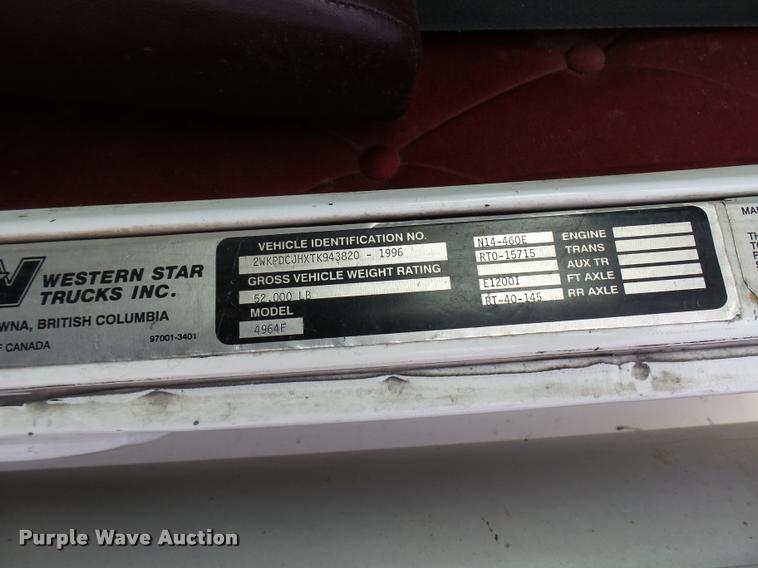 WESTERN STAR
TRUCKS INC.
WNA, BRITISH COLUMBIA
F CANADA
97001-3401
VEHICLE IDENTIFICATION NO.
2WKPDCJHXTK943820 - 1996
GROSS VEHICLE WEIGHT RATING
52,000 LB
MODEL
4964F
N14-460E ENGINE
RTO-15715 TRANS
AUX TR
E12001 FT AXLE
RT-40-145 RR AXLE
MA
TH
Purple Wave Auction